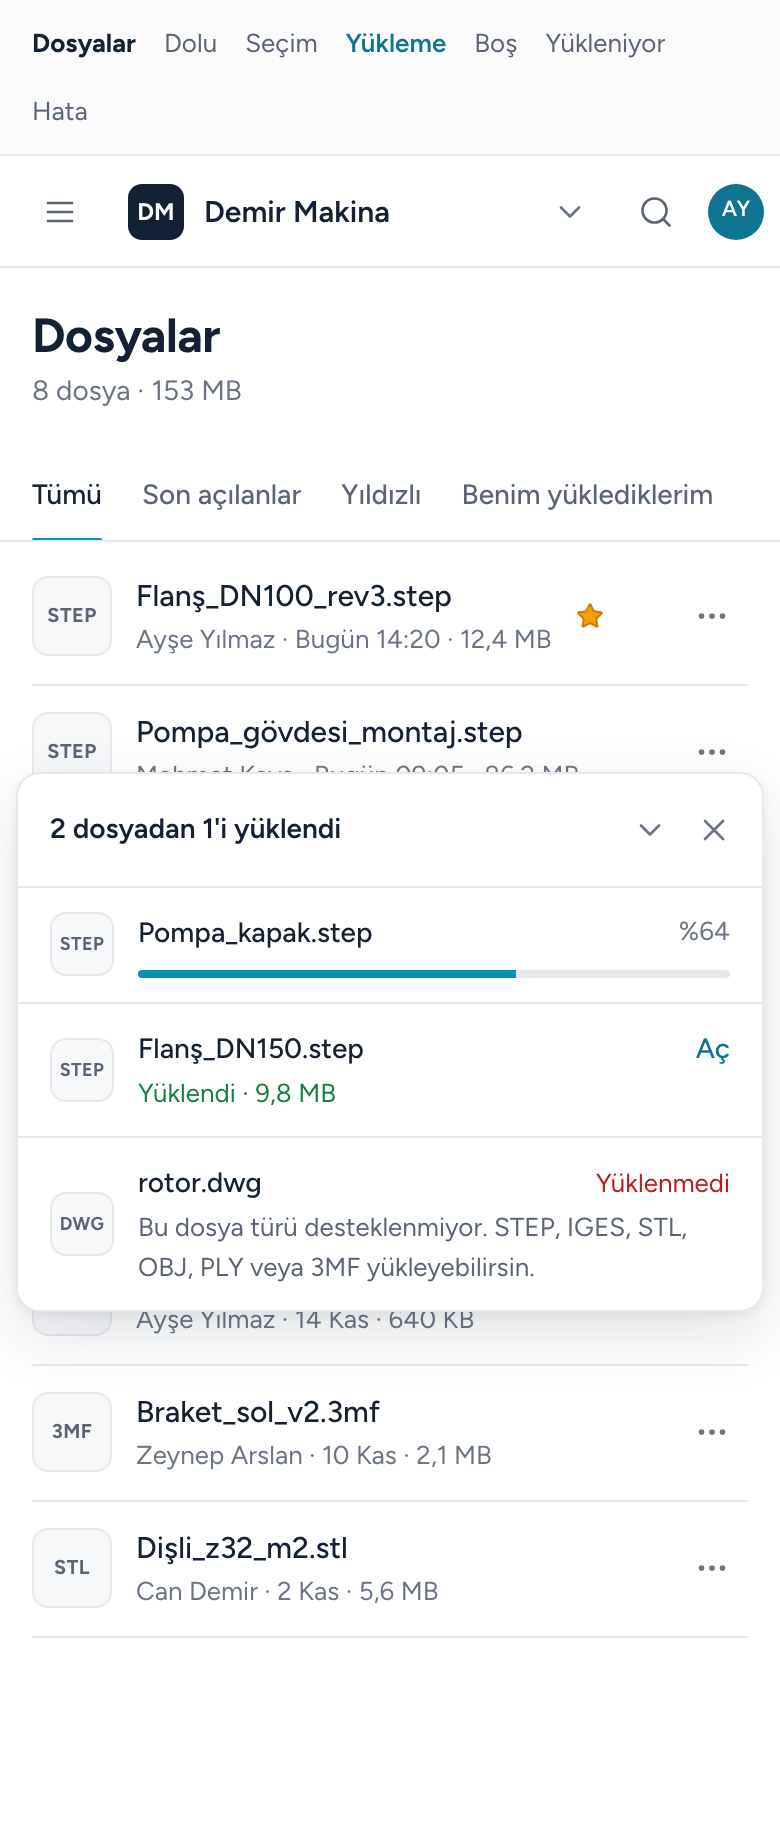 Dosyalar Dolu Seçim Yükleme Boş Yükleniyor
Hata
DM Demir Makina AY
Dosyalar
8 dosya · 153 MB
Tümü Son açılanlar Yıldızlı Benim yüklediklerim
STEP Flanş_DN100_rev3.step
Ayşe Yılmaz · Bugün 14:20 · 12,4 MB
STEP Pompa_gövdesi_montaj.step
2 dosyadan 1'i yüklendi
STEP Pompa_kapak.step %64
STEP Flanş_DN150.step Aç
Yüklendi · 9,8 MB
rotor.dwg Yüklenmedi
DWG Bu dosya türü desteklenmiyor. STEP, IGES, STL,
OBJ, PLY veya 3MF yükleyebilirsin.
Ayşe Yılmaz · 14 Kas · 640 KB
3MF Braket_sol_v2.3mf
Zeynep Arslan · 10 Kas · 2,1 MB
STL Dişli_z32_m2.stl
Can Demir · 2 Kas · 5,6 MB